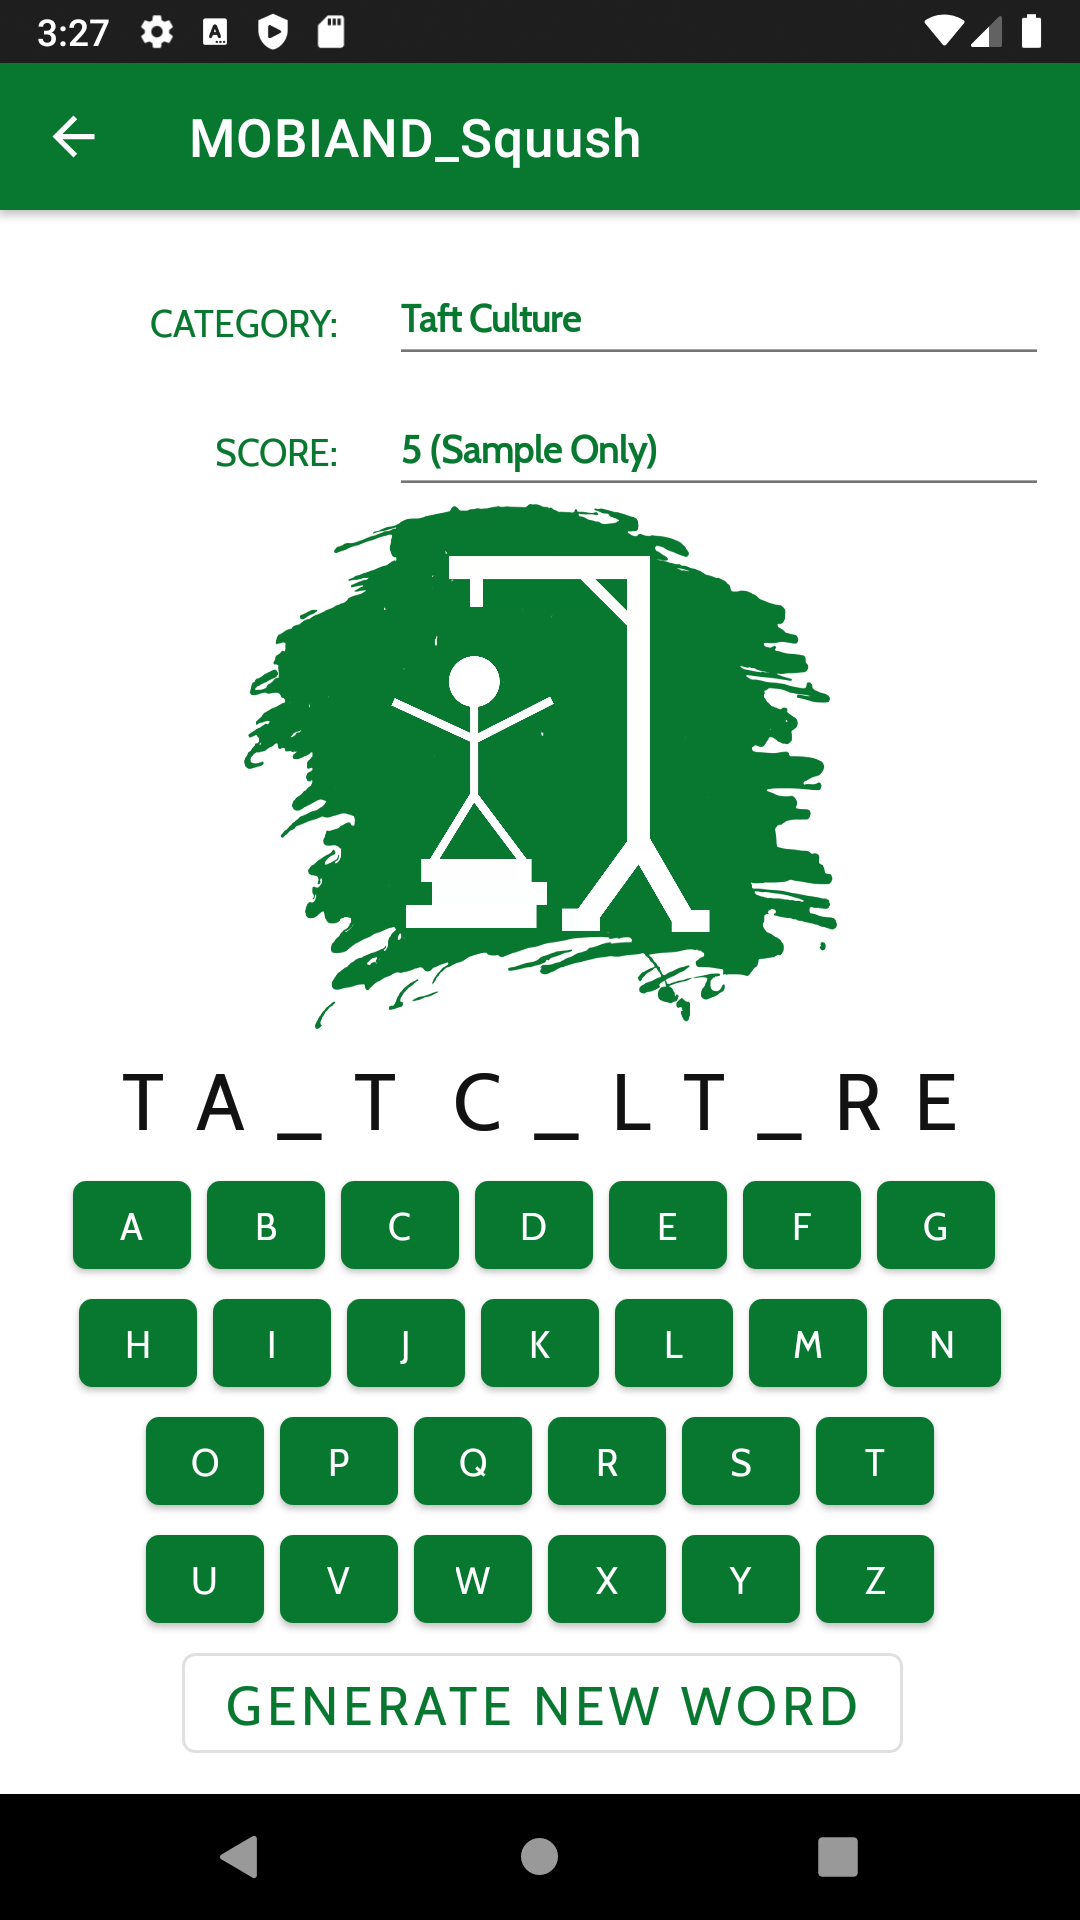 3:27
MOBIAND_Squush
CATEGORY: Taft Culture
SCORE: 5 (Sample Only)
T A _ T C _ L T _ R E
A B C D E F G
H I J K L M N
O P Q R S T
U V W X Y Z
GENERATE NEW WORD